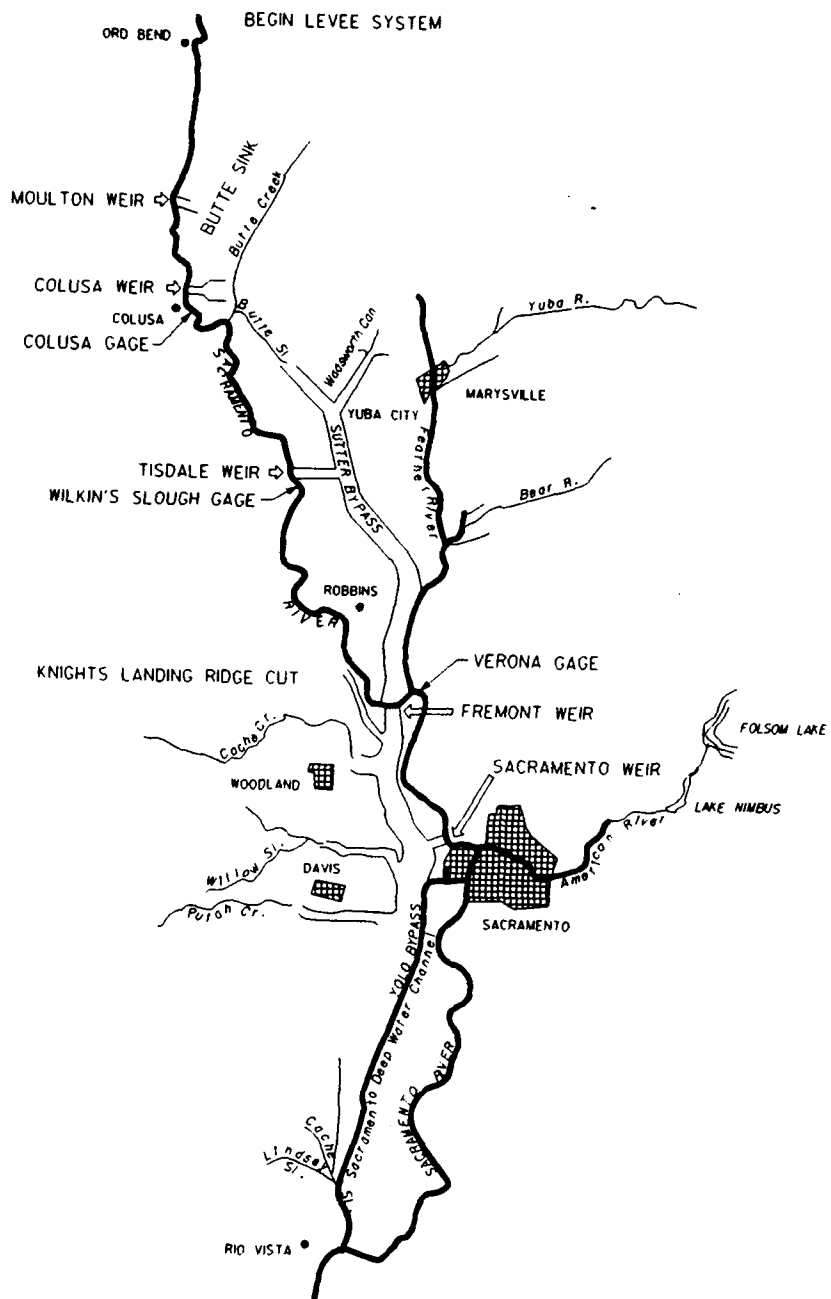 BEGIN LEVEE SYSTEM
ORD BEND
MOULTON WEIR
BUTTE SINK
Butte Creek
COLUSA WEIR
COLUSA
COLUSA GAGE
Butte Sl.
Wadsworth Can
Yuba R.
MARYSVILLE
YUBA CITY
SACRAMENTO
Feather River
SUTTER BYPASS
TISDALE WEIR
WILKIN'S SLOUGH GAGE
Bear R.
ROBBINS
RIVER
VERONA GAGE
KNIGHTS LANDING RIDGE CUT
FREMONT WEIR
Cache Cr.
FOLSOM LAKE
SACRAMENTO WEIR
WOODLAND
LAKE NIMBUS
American River
Willow Sl.
DAVIS
Putah Cr.
SACRAMENTO
YOLO BYPASS
Sacramento Deep Water Channel
SACRAMENTO RIVER
Cache
Sl.
Lindsey
Sl.
RIO VISTA